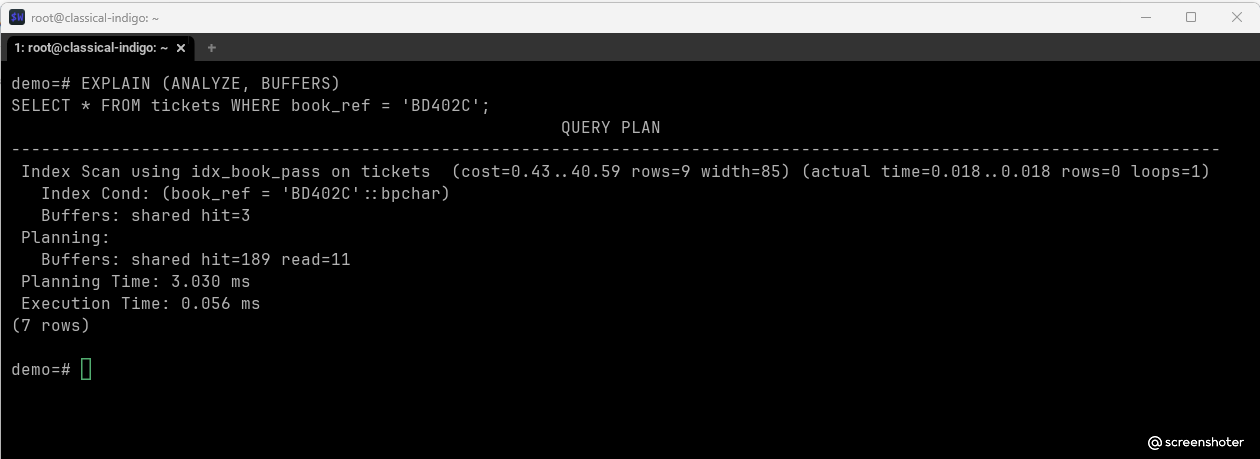 $W root@classical-indigo: ~
1: root@classical-indigo: ~ × +
demo=# EXPLAIN (ANALYZE, BUFFERS)
SELECT * FROM tickets WHERE book_ref = 'BD402C';
QUERY PLAN
-------------------------------------------------------------------------------------------------------------------------
Index Scan using idx_book_pass on tickets  (cost=0.43..40.59 rows=9 width=85) (actual time=0.018..0.018 rows=0 loops=1)
Index Cond: (book_ref = 'BD402C'::bpchar)
Buffers: shared hit=3
Planning:
Buffers: shared hit=189 read=11
Planning Time: 3.030 ms
Execution Time: 0.056 ms
(7 rows)
demo=#
@screenshoter